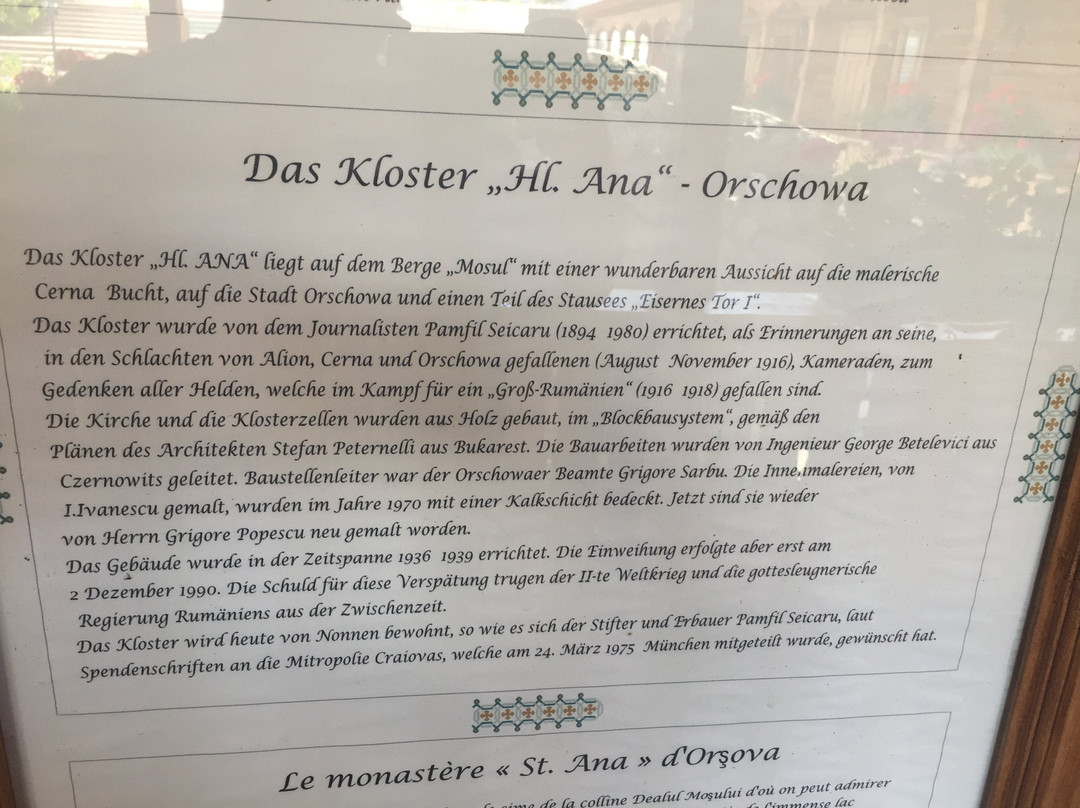 Das Kloster „Hl. Ana“ - Orschowa
Das Kloster „Hl. ANA“ liegt auf dem Berge „Mosul“ mit einer wunderbaren Aussicht auf die malerische
Cerna Bucht, auf die Stadt Orschowa und einen Teil des Stausees „Eisernes Tor I“.
Das Kloster wurde von dem Journalisten Pamfil Seicaru (1894 1980) errichtet, als Erinnerungen an seine,
in den Schlachten von Alion, Cerna und Orschowa gefallenen (August November 1916), Kameraden, zum
Gedenken aller Helden, welche im Kampf für ein „Groß-Rumänien“ (1916 1918) gefallen sind.
Die Kirche und die Klosterzellen wurden aus Holz gebaut, im „Blockbausystem“, gemäß den
Plänen des Architekten Stefan Peternelli aus Bukarest. Die Bauarbeiten wurden von Ingenieur George Betelevici aus
Czernowits geleitet. Baustellenleiter war der Orschowaer Beamte Grigore Sarbu. Die Innenmalereien, von
I.Ivanescu gemalt, wurden im Jahre 1970 mit einer Kalkschicht bedeckt. Jetzt sind sie wieder
von Herrn Grigore Popescu neu gemalt worden.
Das Gebäude wurde in der Zeitspanne 1936 1939 errichtet. Die Einweihung erfolgte aber erst am
2 Dezember 1990. Die Schuld für diese Verspätung trugen der II-te Weltkrieg und die gottesleugnerische
Regierung Rumäniens aus der Zwischenzeit.
Das Kloster wird heute von Nonnen bewohnt, so wie es sich der Stifter und Erbauer Pamfil Seicaru, laut
Spendenschriften an die Mitropolie Craiovas, welche am 24. März 1975 München mitgeteilt wurde, gewünscht hat.
Le monastère « St. Ana » d'Orşova
de la colline Dealul Moşului d'où on peut admirer
l'immense lac